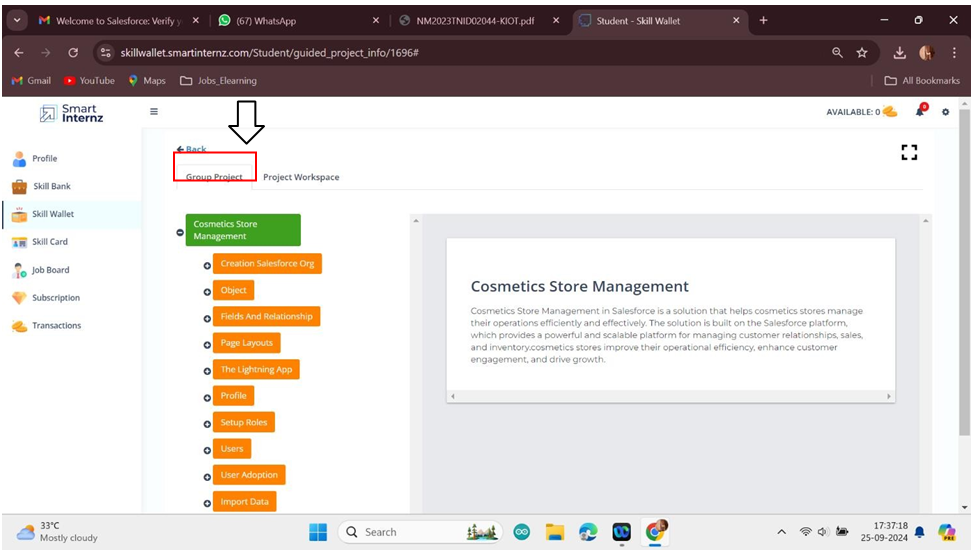 Welcome to Salesforce: Verify y
(67) WhatsApp
NM2023TNID02044-KIOT.pdf
Student - Skill Wallet
skillwallet.smartinternz.com/Student/guided_project_info/1696#
Gmail
YouTube
Maps
Jobs_Elearning
All Bookmarks
Smart
Internz
AVAILABLE: 0
9
Back
Group Project
Project Workspace
Profile
Skill Bank
Skill Wallet
Skill Card
Job Board
Subscription
Transactions
Cosmetics Store
Management
Creation Salesforce Org
Object
Fields And Relationship
Page Layouts
The Lightning App
Profile
Setup Roles
Users
User Adoption
Import Data
Cosmetics Store Management
Cosmetics Store Management in Salesforce is a solution that helps cosmetics stores manage
their operations efficiently and effectively. The solution is built on the Salesforce platform,
which provides a powerful and scalable platform for managing customer relationships, sales,
and inventory.cosmetics stores improve their operational efficiency, enhance customer
engagement, and drive growth.
33°C
Mostly cloudy
Search
17:37:18
25-09-2024
PRE